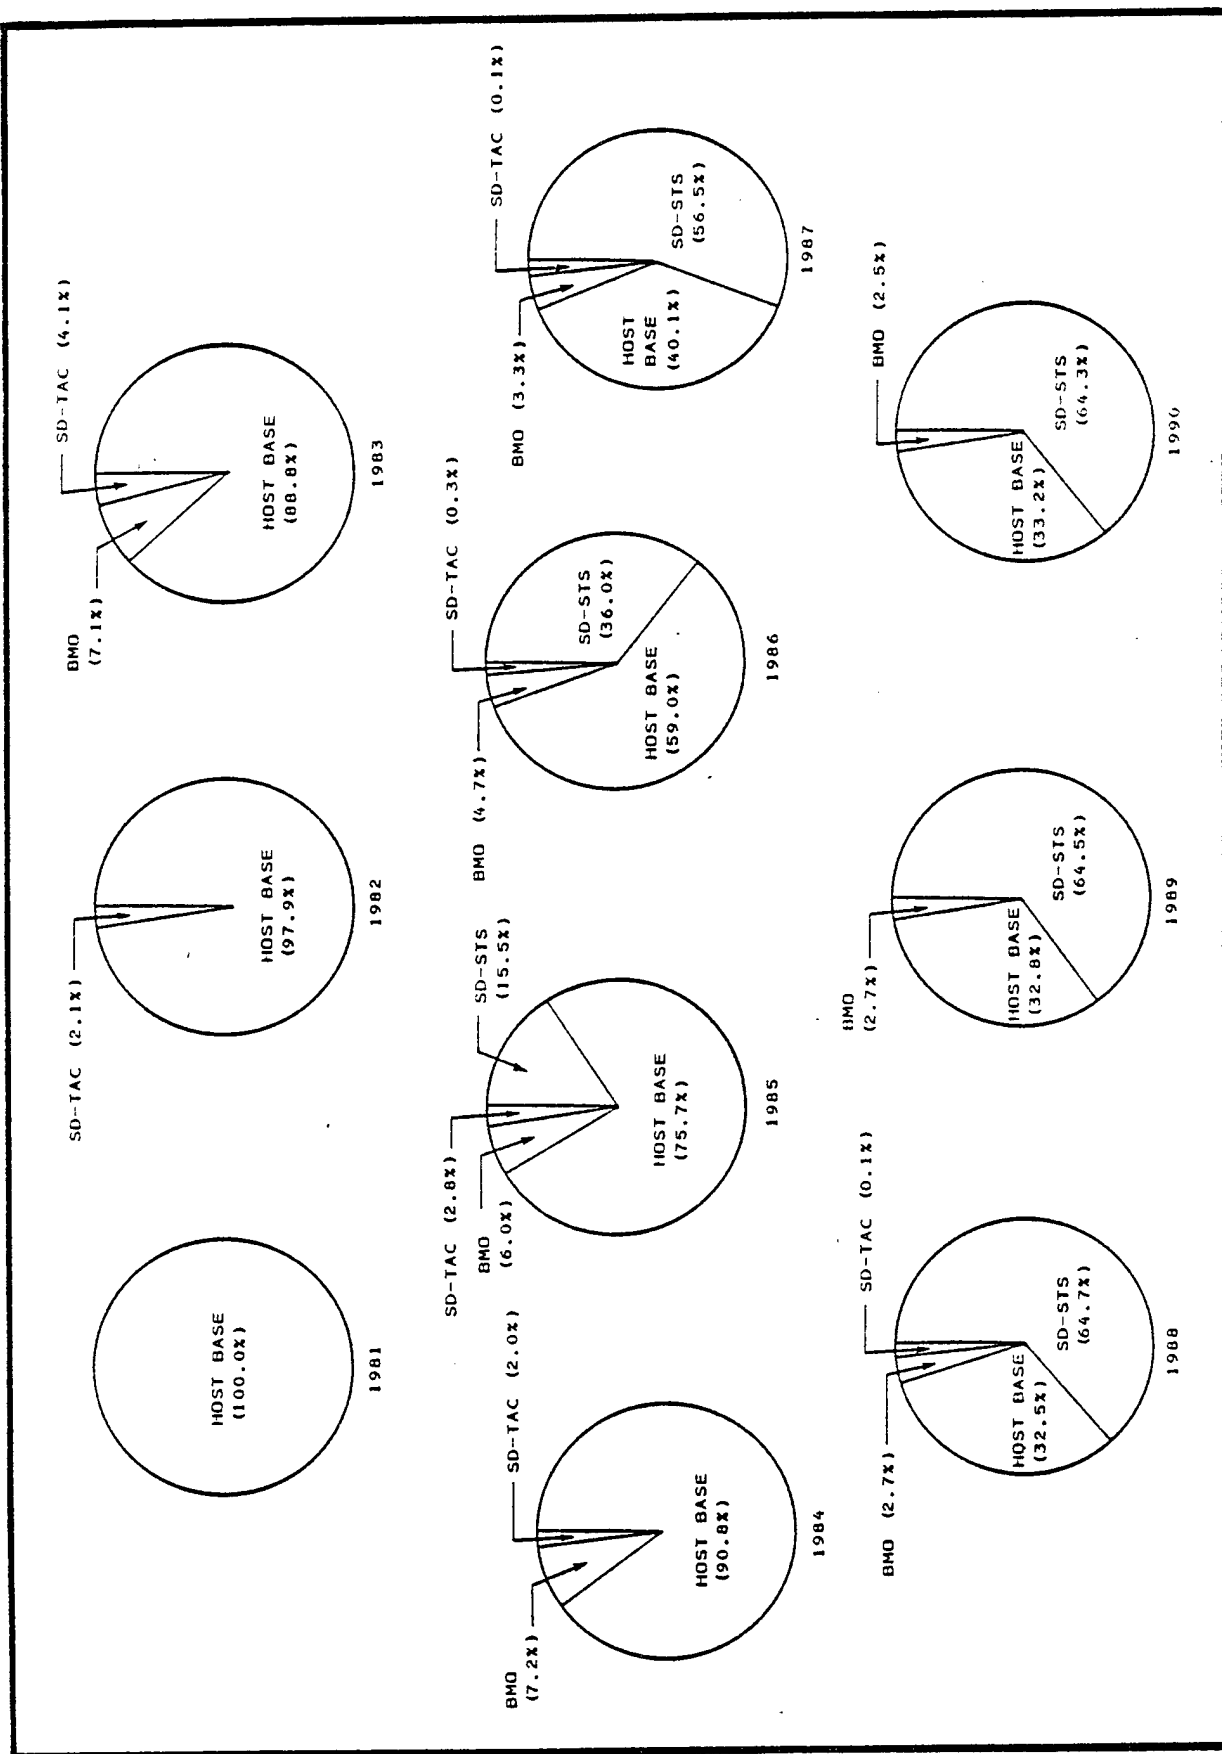 HOST BASE
(100.0%)
1981
SD-TAC (2.1%)
HOST BASE
(97.9%)
1982
SD-TAC (4.1%)
BMO
(7.1%)
HOST BASE
(88.8%)
1983
SD-TAC (2.0%)
BMO
(7.2%)
HOST BASE
(90.8%)
1984
SD-TAC (2.8%)
BMO
(6.0%)
SD-STS
(15.5%)
HOST BASE
(75.7%)
1985
SD-TAC (0.3%)
BMO (4.7%)
SD-STS
(36.0%)
HOST BASE
(59.0%)
1986
SD-TAC (0.1%)
BMO (3.3%)
SD-STS
(56.5%)
HOST
BASE
(40.1%)
1987
SD-TAC (0.1%)
BMO (2.7%)
HOST BASE
(32.5%)
SD-STS
(64.7%)
1988
BMO
(2.7%)
HOST BASE
(32.8%)
SD-STS
(64.5%)
1989
BMO (2.5%)
HOST BASE
(33.2%)
SD-STS
(64.3%)
1990